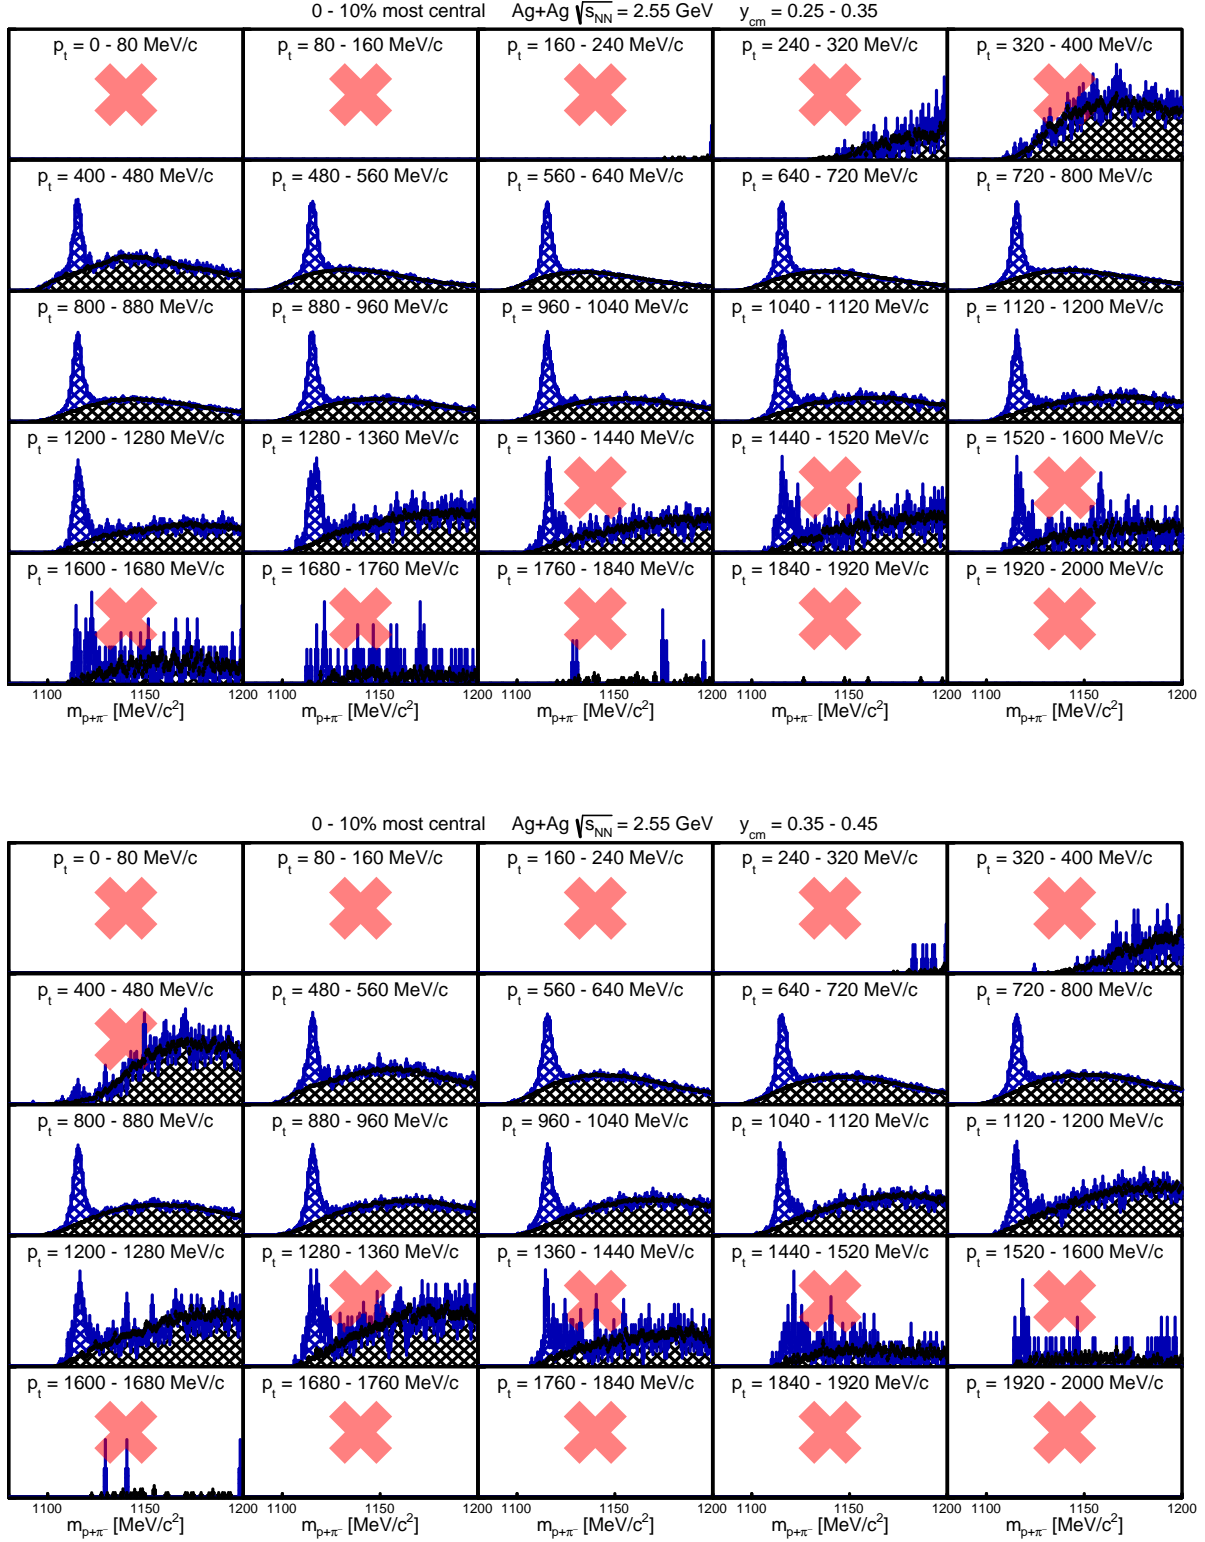 0 - 10% most central Ag+Ag √s_NN = 2.55 GeV y_cm = 0.25 - 0.35
p_t = 0 - 80 MeV/c p_t = 80 - 160 MeV/c p_t = 160 - 240 MeV/c p_t = 240 - 320 MeV/c p_t = 320 - 400 MeV/c
p_t = 400 - 480 MeV/c p_t = 480 - 560 MeV/c p_t = 560 - 640 MeV/c p_t = 640 - 720 MeV/c p_t = 720 - 800 MeV/c
p_t = 800 - 880 MeV/c p_t = 880 - 960 MeV/c p_t = 960 - 1040 MeV/c p_t = 1040 - 1120 MeV/c p_t = 1120 - 1200 MeV/c
p_t = 1200 - 1280 MeV/c p_t = 1280 - 1360 MeV/c p_t = 1360 - 1440 MeV/c p_t = 1440 - 1520 MeV/c p_t = 1520 - 1600 MeV/c
p_t = 1600 - 1680 MeV/c p_t = 1680 - 1760 MeV/c p_t = 1760 - 1840 MeV/c p_t = 1840 - 1920 MeV/c p_t = 1920 - 2000 MeV/c
1100 1150 1200 1100 1150 1200 1100 1150 1200 1100 1150 1200 1100 1150 1200
m_p+π⁻ [MeV/c²] m_p+π⁻ [MeV/c²] m_p+π⁻ [MeV/c²] m_p+π⁻ [MeV/c²] m_p+π⁻ [MeV/c²]
0 - 10% most central Ag+Ag √s_NN = 2.55 GeV y_cm = 0.35 - 0.45
p_t = 0 - 80 MeV/c p_t = 80 - 160 MeV/c p_t = 160 - 240 MeV/c p_t = 240 - 320 MeV/c p_t = 320 - 400 MeV/c
p_t = 400 - 480 MeV/c p_t = 480 - 560 MeV/c p_t = 560 - 640 MeV/c p_t = 640 - 720 MeV/c p_t = 720 - 800 MeV/c
p_t = 800 - 880 MeV/c p_t = 880 - 960 MeV/c p_t = 960 - 1040 MeV/c p_t = 1040 - 1120 MeV/c p_t = 1120 - 1200 MeV/c
p_t = 1200 - 1280 MeV/c p_t = 1280 - 1360 MeV/c p_t = 1360 - 1440 MeV/c p_t = 1440 - 1520 MeV/c p_t = 1520 - 1600 MeV/c
p_t = 1600 - 1680 MeV/c p_t = 1680 - 1760 MeV/c p_t = 1760 - 1840 MeV/c p_t = 1840 - 1920 MeV/c p_t = 1920 - 2000 MeV/c
1100 1150 1200 1100 1150 1200 1100 1150 1200 1100 1150 1200 1100 1150 1200
m_p+π⁻ [MeV/c²] m_p+π⁻ [MeV/c²] m_p+π⁻ [MeV/c²] m_p+π⁻ [MeV/c²] m_p+π⁻ [MeV/c²]